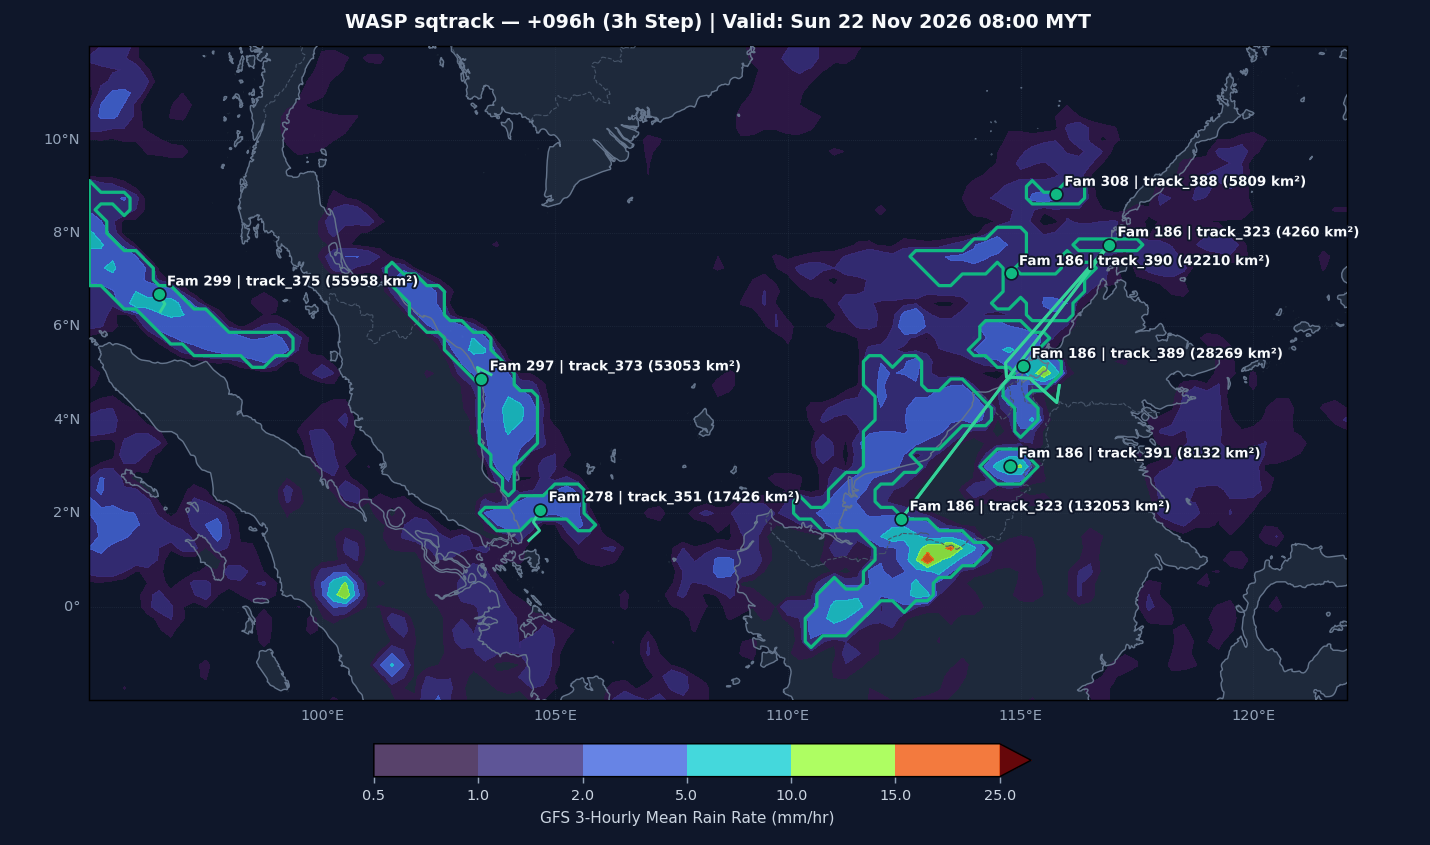 WASP sqtrack — +096h (3h Step) | Valid: Sun 22 Nov 2026 08:00 MYT
10°N
8°N
6°N
4°N
2°N
0°
Fam 308 | track_388 (5809 km²)
Fam 186 | track_323 (4260 km²)
Fam 186 | track_390 (42210 km²)
Fam 299 | track_375 (55958 km²)
Fam 186 | track_389 (28269 km²)
Fam 297 | track_373 (53053 km²)
Fam 186 | track_391 (8132 km²)
Fam 278 | track_351 (17426 km²)
Fam 186 | track_323 (132053 km²)
100°E
105°E
110°E
115°E
120°E
0.5
1.0
2.0
5.0
10.0
15.0
25.0
GFS 3-Hourly Mean Rain Rate (mm/hr)